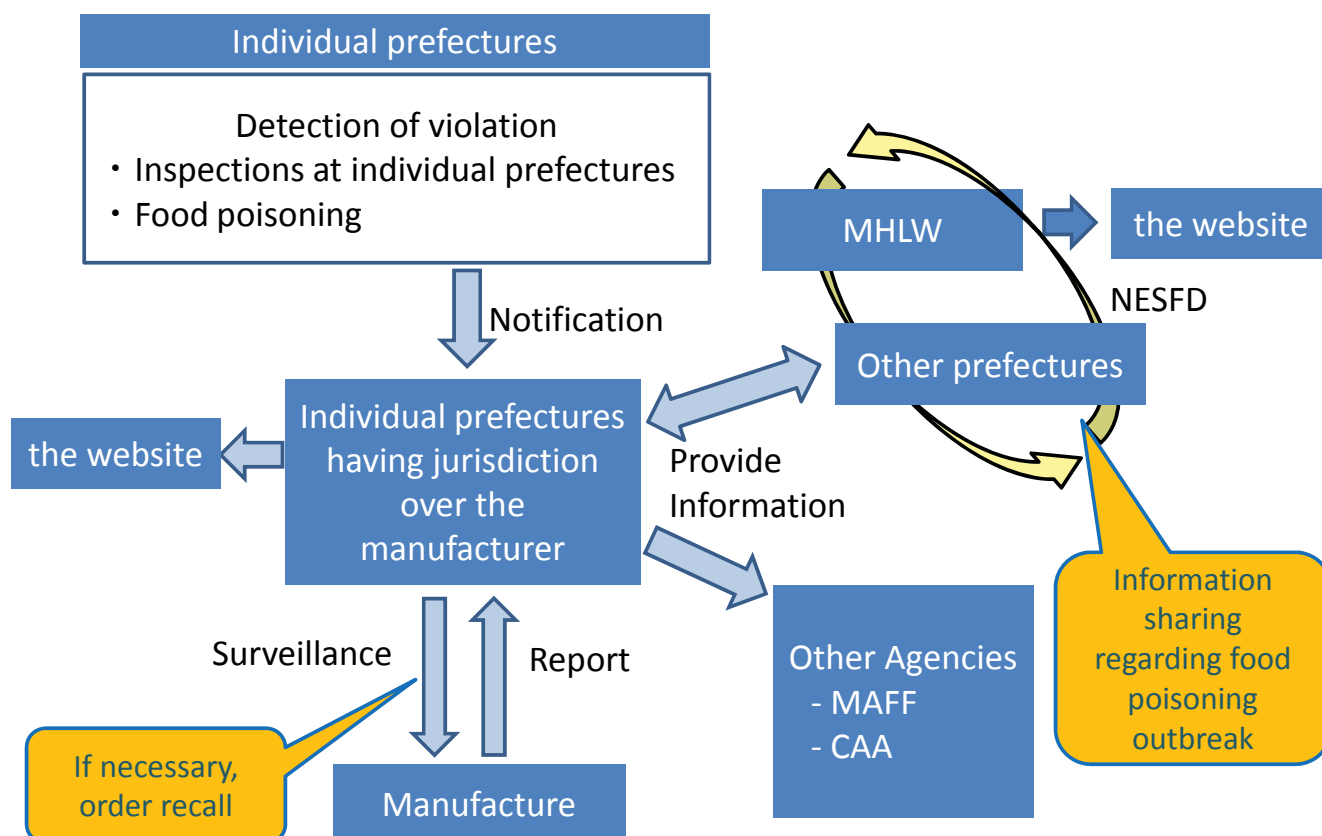 Individual prefectures
Detection of violation
・Inspections at individual prefectures
・Food poisoning
MHLW
the website
NESFD
Notification
Other prefectures
Individual prefectures
having jurisdiction
over the
manufacturer
the website
Provide
Information
Information
sharing
regarding food
poisoning
outbreak
Surveillance
Report
Other Agencies
- MAFF
- CAA
If necessary,
order recall
Manufacture